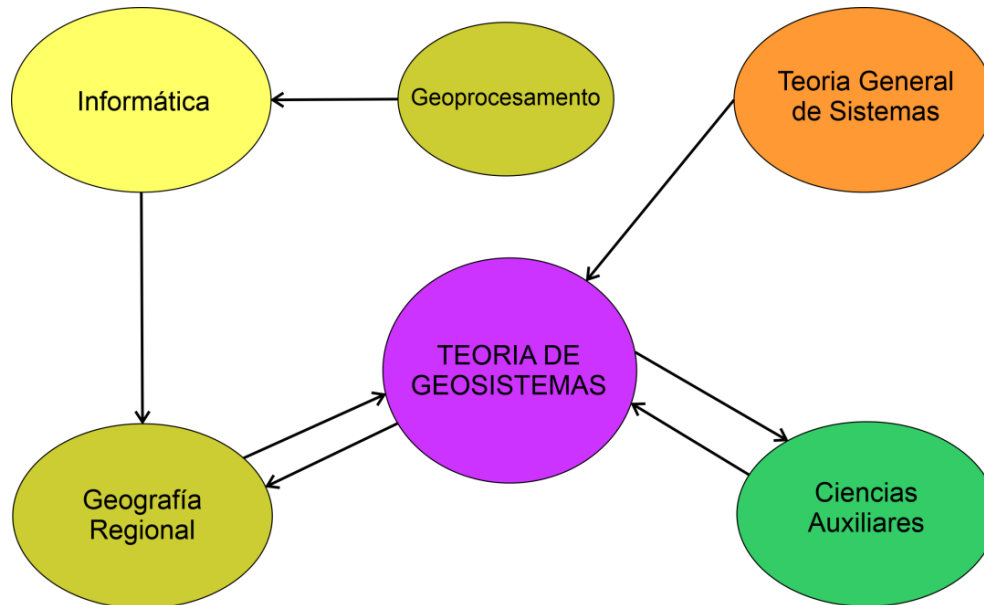 Informática
Geoprocesamento
Teoria General
de Sistemas
TEORIA DE
GEOSISTEMAS
Geografía
Regional
Ciencias
Auxiliares